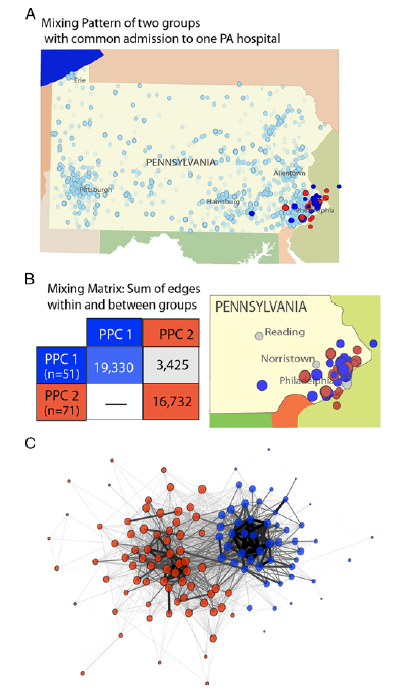 A
Mixing Pattern of two groups
with common admission to one PA hospital
Erie
PENNSYLVANIA
Allentown
Pittsburgh
Harrisburg
Philadelphia
B
Mixing Matrix: Sum of edges
within and between groups
PPC 1
PPC 2
PPC 1
(n=51)
19,330
3,425
PPC 2
(n=71)
—
16,732
PENNSYLVANIA
Reading
Norristown
Philadelphia
C